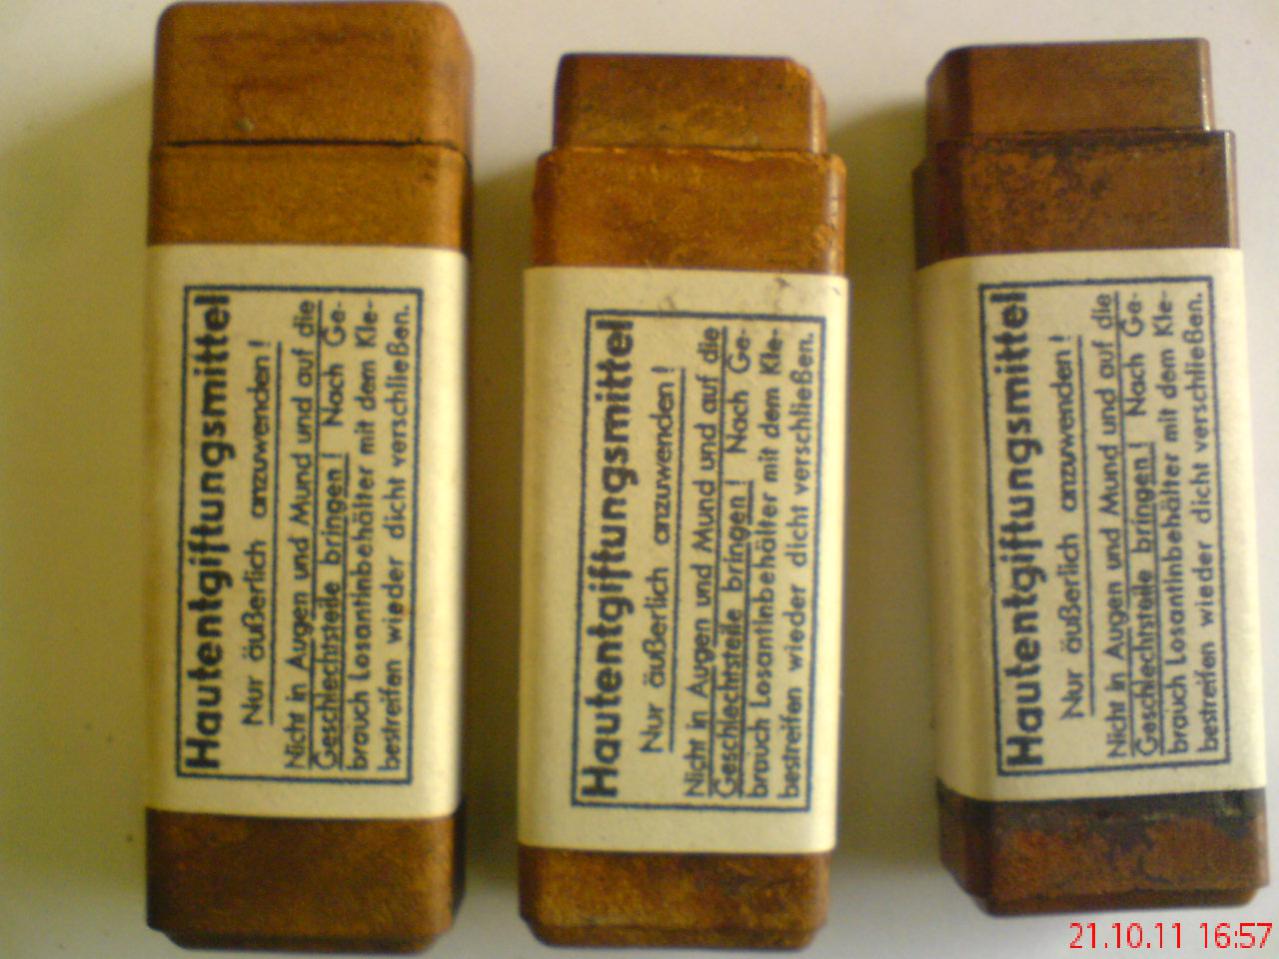 Hautentgiftungsmittel
Nur äußerlich anzuwenden!
Nicht in Augen und Mund und auf die
Geschlechtsteile bringen! Nach Ge-
brauch Losantinbehälter mit dem Kle-
bestreifen wieder dicht verschließen.
Hautentgiftungsmittel
Nur äußerlich anzuwenden!
Nicht in Augen und Mund und auf die
Geschlechtsteile bringen! Nach Ge-
brauch Losantinbehälter mit dem Kle-
bestreifen wieder dicht verschließen.
Hautentgiftungsmittel
Nur äußerlich anzuwenden!
Nicht in Augen und Mund und auf die
Geschlechtsteile bringen! Nach Ge-
brauch Losantinbehälter mit dem Kle-
bestreifen wieder dicht verschließen.
21.10.11 16:57